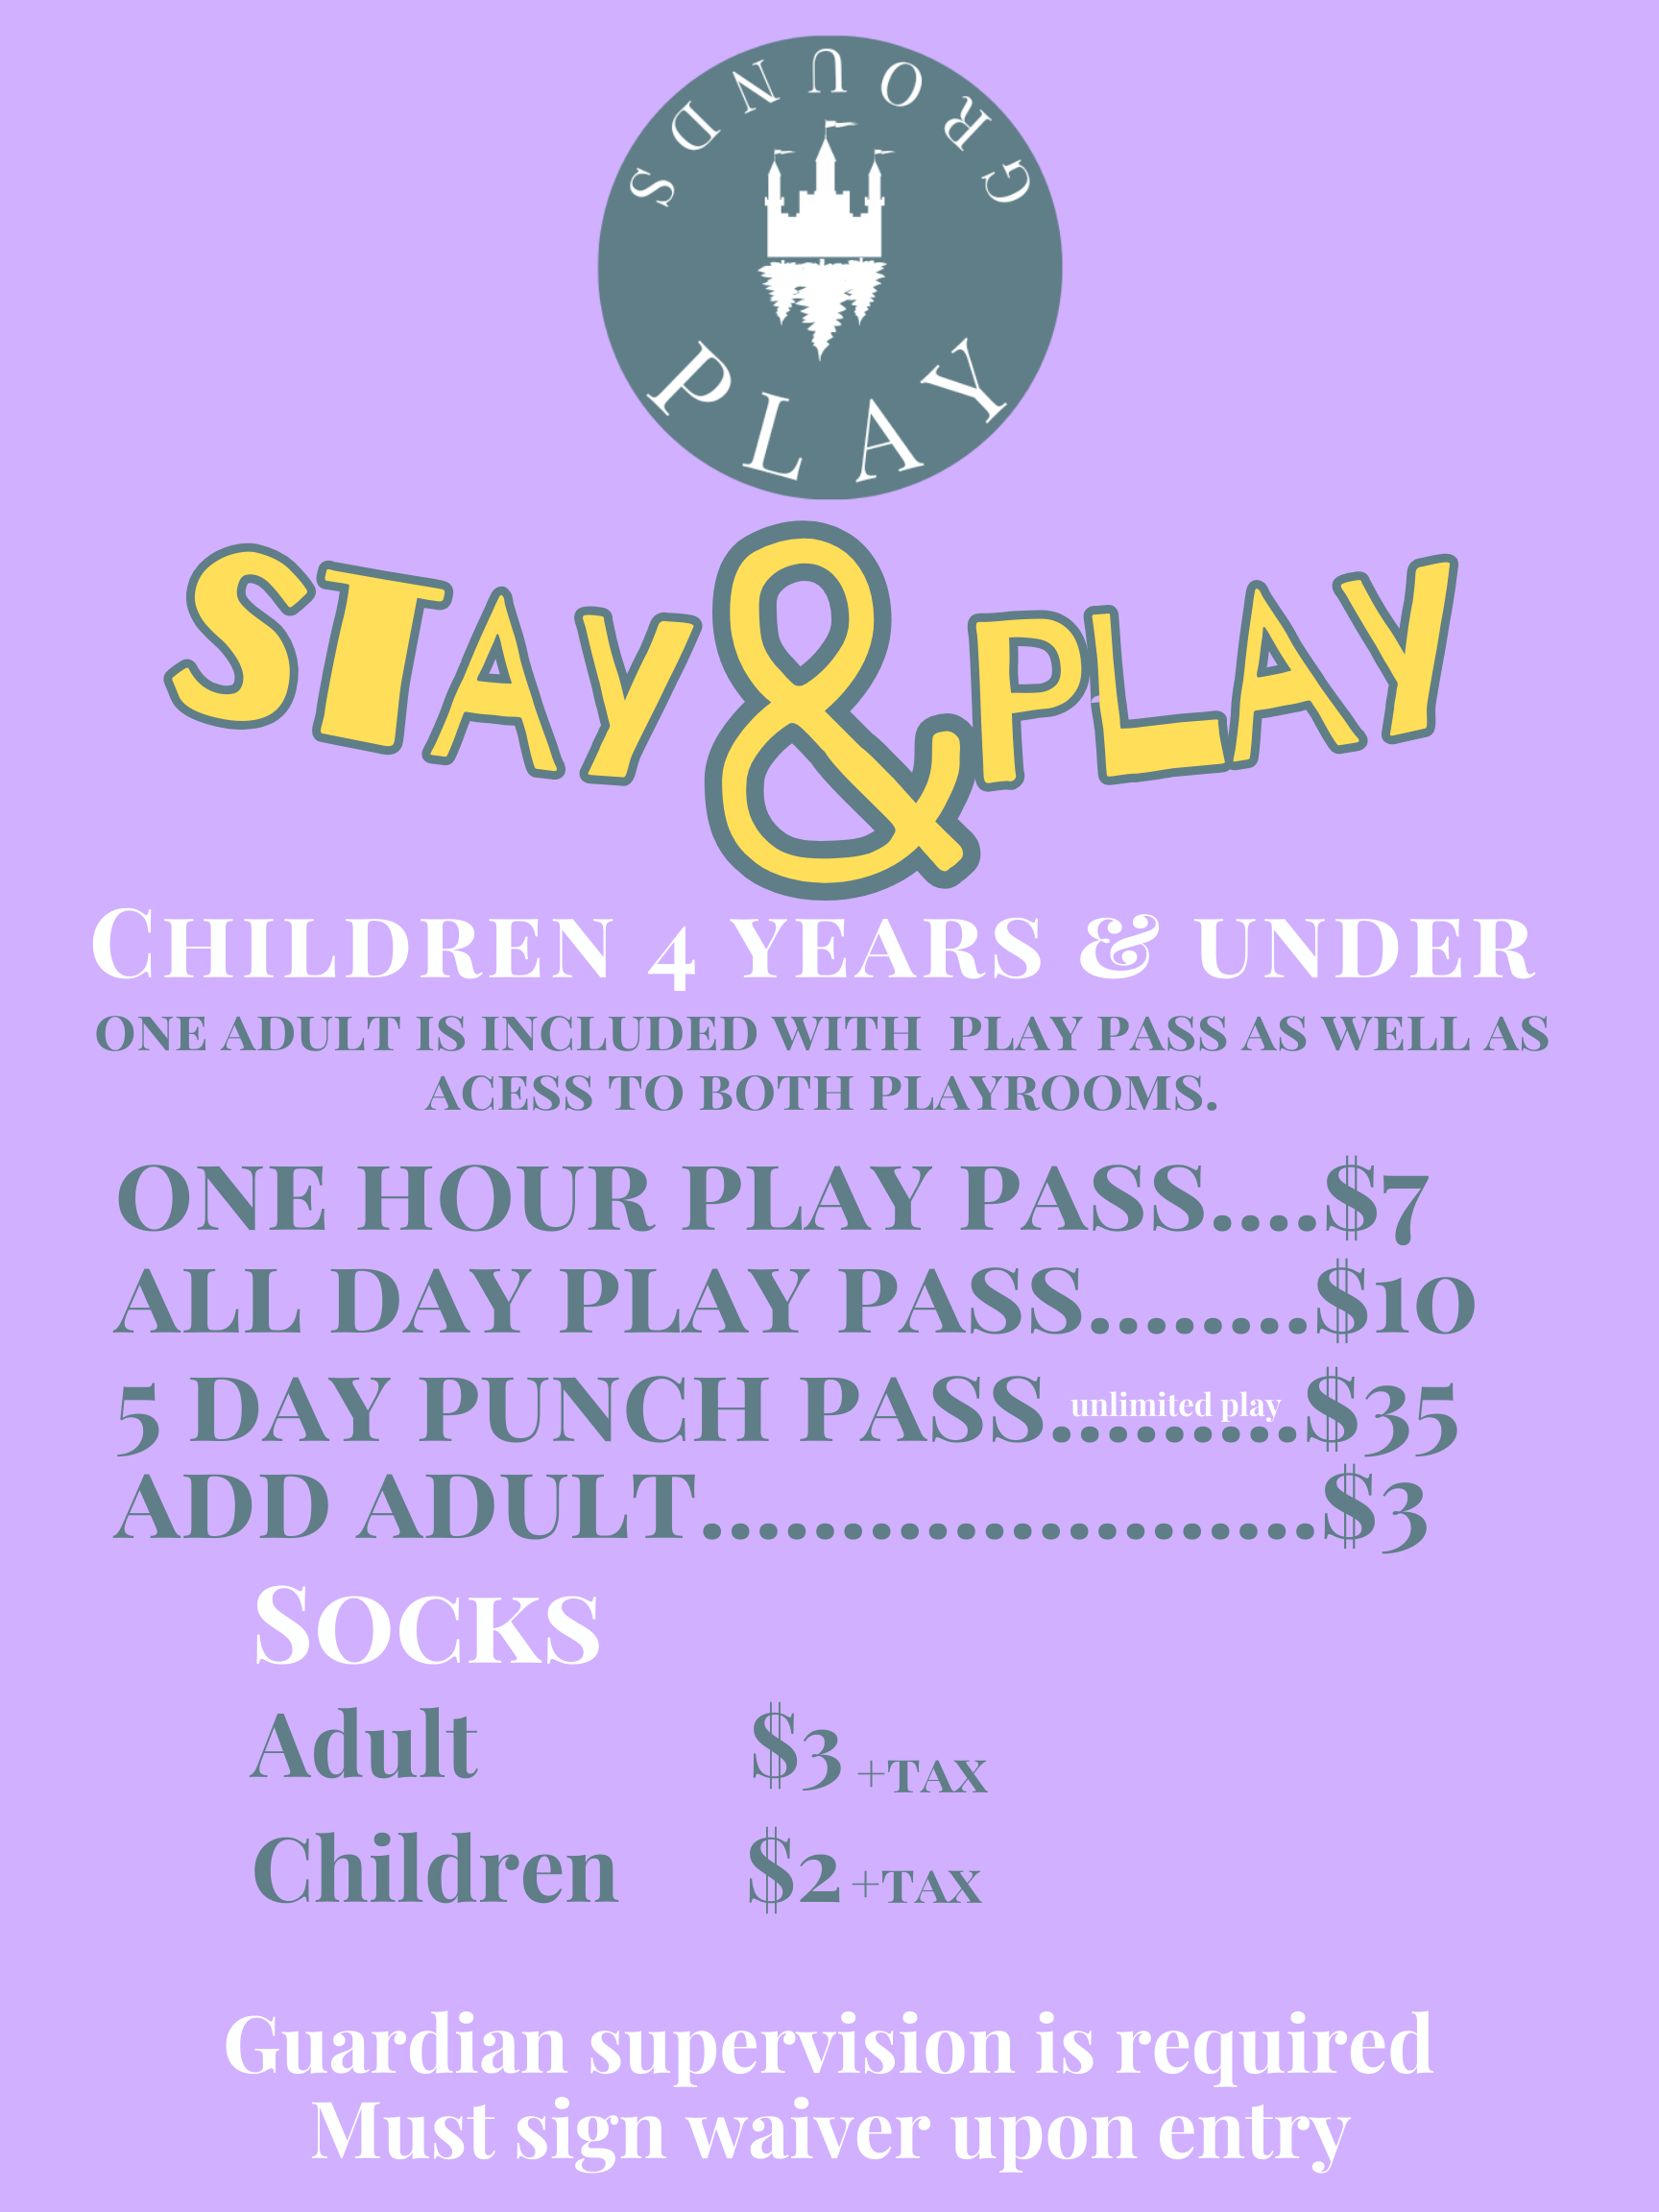 GROUNDS
PLAY
STAY & PLAY
CHILDREN 4 YEARS & UNDER
ONE ADULT IS INCLUDED WITH PLAY PASS AS WELL AS
ACESS TO BOTH PLAYROOMS.
ONE HOUR PLAY PASS....$7
ALL DAY PLAY PASS........$10
5 DAY PUNCH PASS......... unlimited play $35
ADD ADULT......................$3
SOCKS
Adult $3 +TAX
Children $2 +TAX
Guardian supervision is required
Must sign waiver upon entry